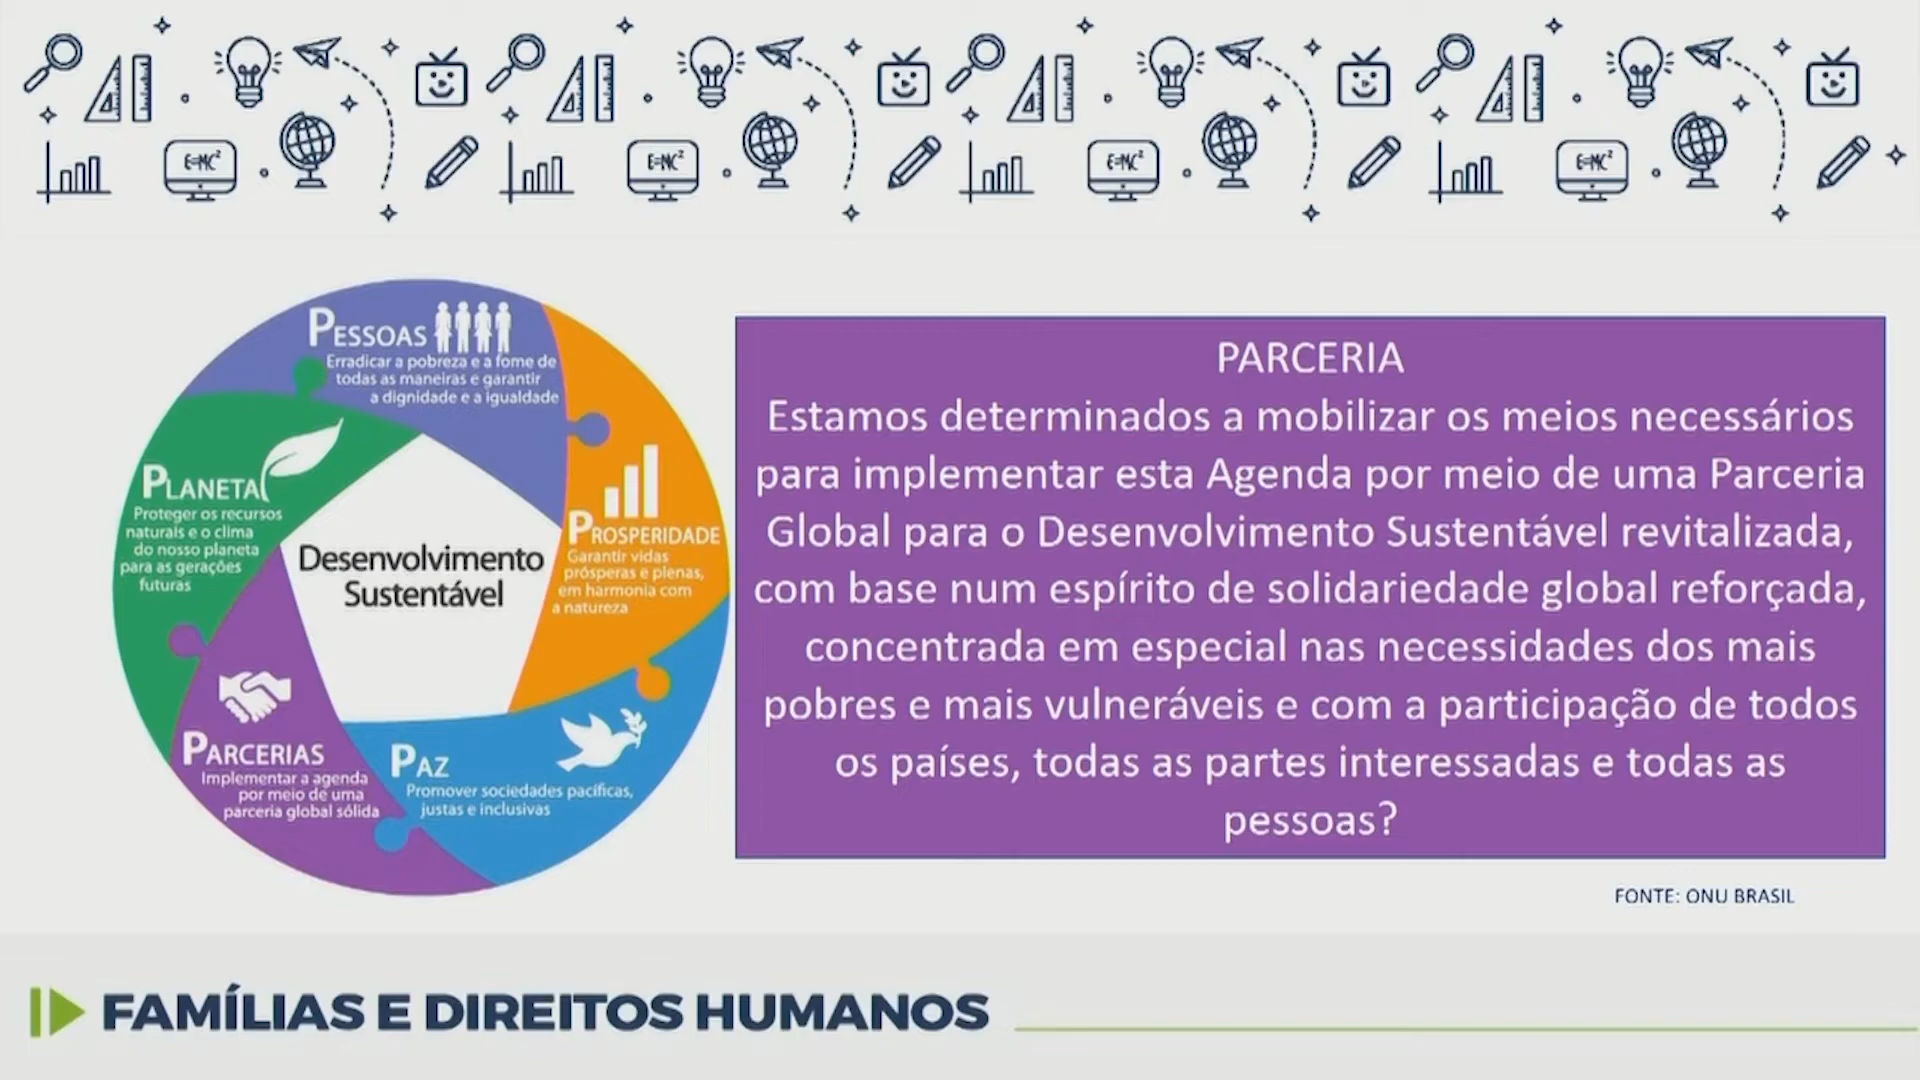 E=MC²
E=MC²
E=MC²
E=MC²
PESSOAS
Erradicar a pobreza e a fome de
todas as maneiras e garantir
a dignidade e a igualdade
PLANETA
Proteger os recursos
naturais e o clima
do nosso planeta
para as gerações
futuras
PROSPERIDADE
Garantir vidas
prósperas e plenas,
em harmonia com
a natureza
Desenvolvimento
Sustentável
PARCERIAS
Implementar a agenda
por meio de uma
parceria global sólida
PAZ
Promover sociedades pacíficas,
justas e inclusivas
PARCERIA
Estamos determinados a mobilizar os meios necessários
para implementar esta Agenda por meio de uma Parceria
Global para o Desenvolvimento Sustentável revitalizada,
com base num espírito de solidariedade global reforçada,
concentrada em especial nas necessidades dos mais
pobres e mais vulneráveis e com a participação de todos
os países, todas as partes interessadas e todas as
pessoas?
FONTE: ONU BRASIL
FAMÍLIAS E DIREITOS HUMANOS